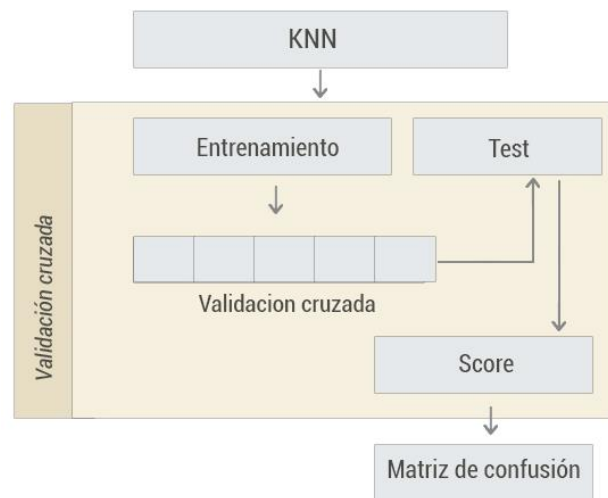 KNN
Validación cruzada
Entrenamiento
Test
Validacion cruzada
Score
Matriz de confusión